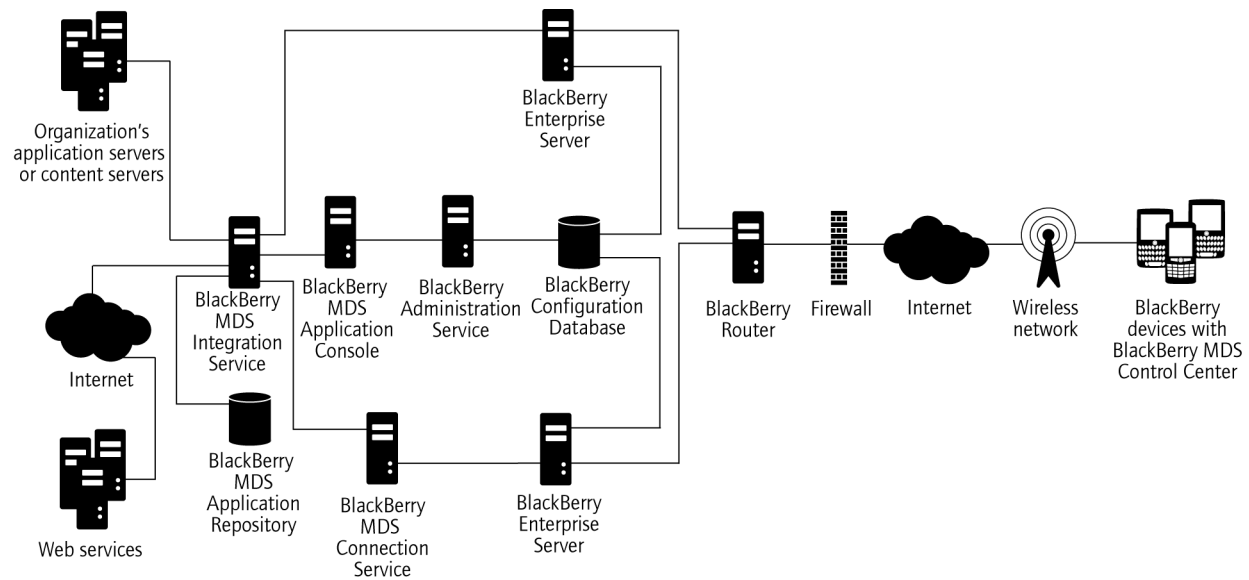 Organization's
application servers
or content servers
BlackBerry
Enterprise
Server
BlackBerry
MDS
Integration
Service
BlackBerry
MDS
Application
Console
BlackBerry
Administration
Service
BlackBerry
Configuration
Database
BlackBerry
Router
Firewall
Internet
Wireless
network
BlackBerry
devices with
BlackBerry MDS
Control Center
Internet
Web services
BlackBerry
MDS
Application
Repository
BlackBerry
MDS
Connection
Service
BlackBerry
Enterprise
Server